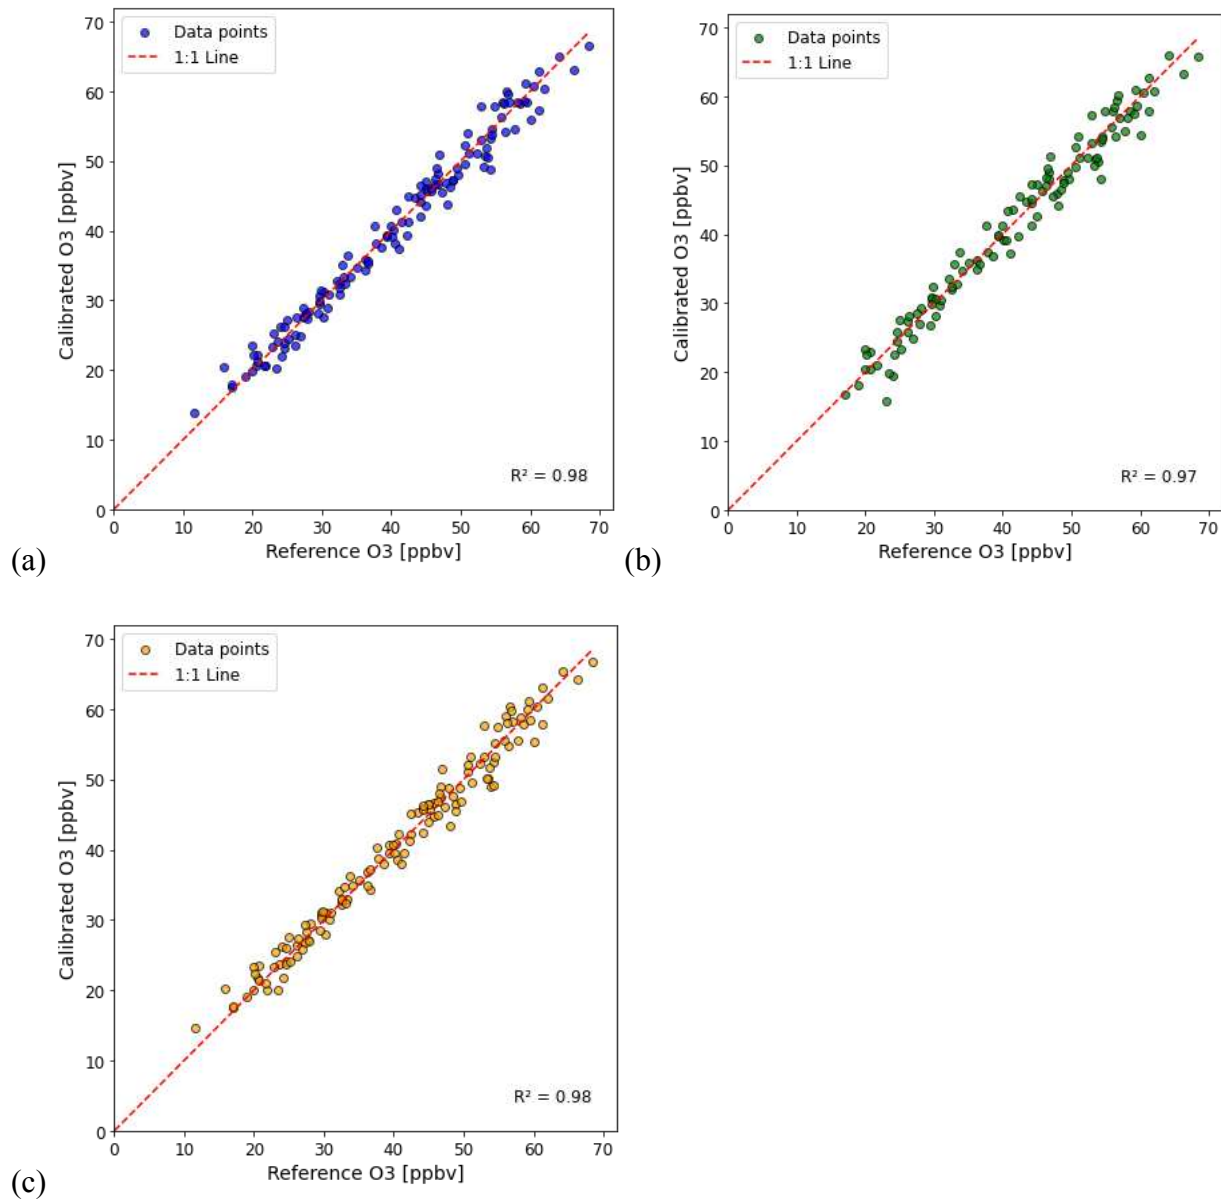 70
60
50
40
30
20
10
0
Calibrated O3 [ppbv]
Data points
1:1 Line
R² = 0.98
0 10 20 30 40 50 60 70
Reference O3 [ppbv]
(a)
70
60
50
40
30
20
10
0
Calibrated O3 [ppbv]
Data points
1:1 Line
R² = 0.97
0 10 20 30 40 50 60 70
Reference O3 [ppbv]
(b)
70
60
50
40
30
20
10
0
Calibrated O3 [ppbv]
Data points
1:1 Line
R² = 0.98
0 10 20 30 40 50 60 70
Reference O3 [ppbv]
(c)